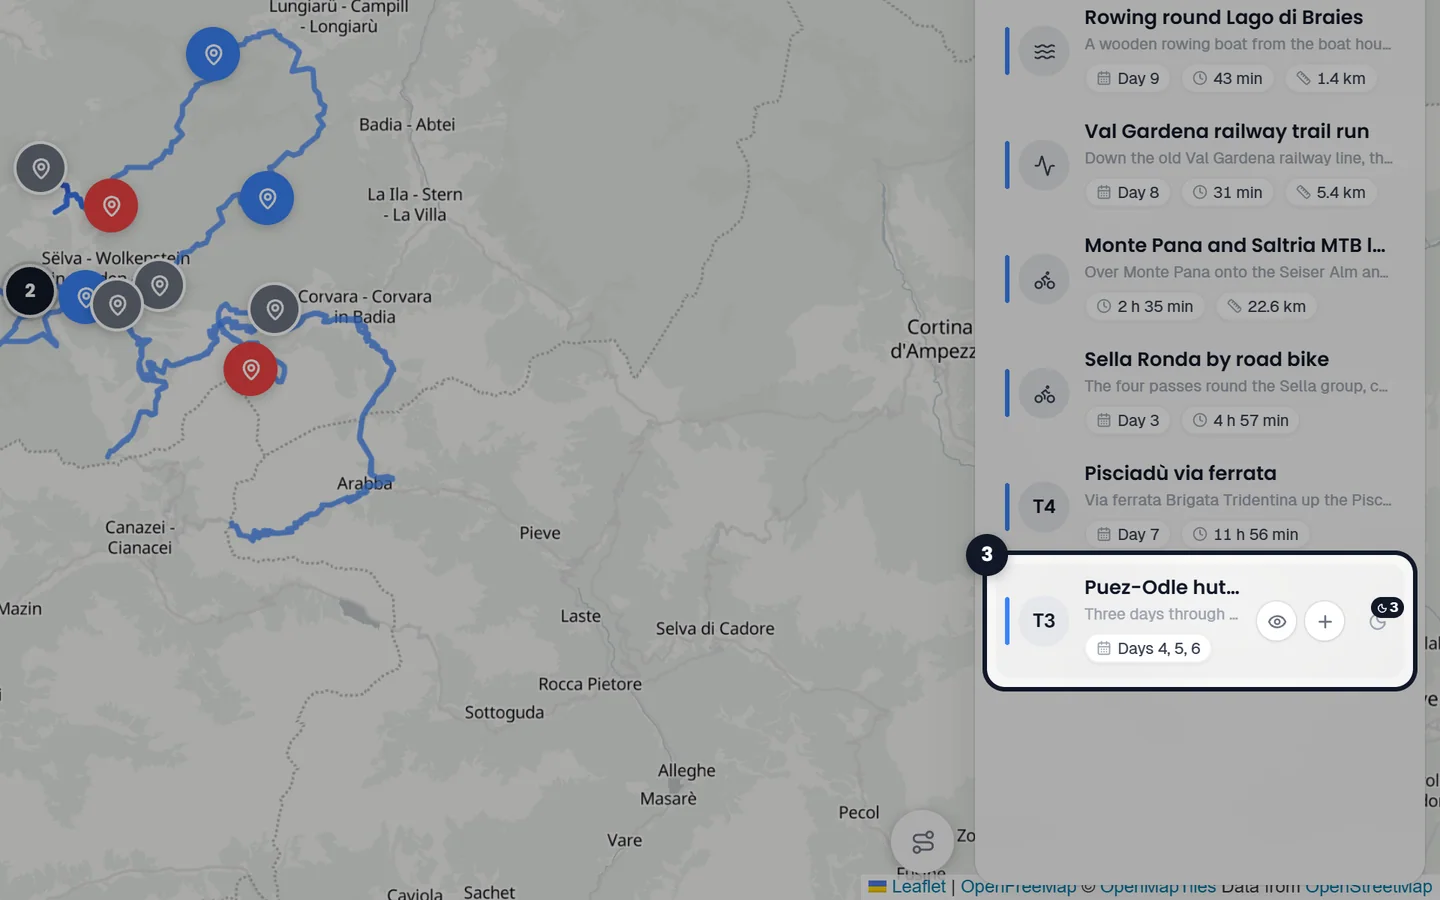 Lungiarü - Campill
- Longiarù
Badia - Abtei
La Ila - Stern
- La Villa
Sëlva - Wolkenstein
2
Corvara - Corvara
in Badia
Cortina
Arabba
Canazei -
Cianacei
Pieve
Mazin
Laste
Selva di Cadore
Rocca Pietore
Sottoguda
Alleghe
Masarè
Pecol
Vare
Caviola
Sachet
Rowing round Lago di Braies
A wooden rowing boat from the boat hou...
Day 9
43 min
1.4 km
Val Gardena railway trail run
Down the old Val Gardena railway line, th...
Day 8
31 min
5.4 km
Monte Pana and Saltria MTB l...
Over Monte Pana onto the Seiser Alm an...
2 h 35 min
22.6 km
Sella Ronda by road bike
The four passes round the Sella group, c...
Day 3
4 h 57 min
T4
Pisciadù via ferrata
Via ferrata Brigata Tridentina up the Pisc...
Day 7
11 h 56 min
3
T3
Puez-Odle hut...
Three days through ...
Days 4, 5, 6
3
Leaflet | OpenFreeMap © OpenMapTiles Data from OpenStreetMap